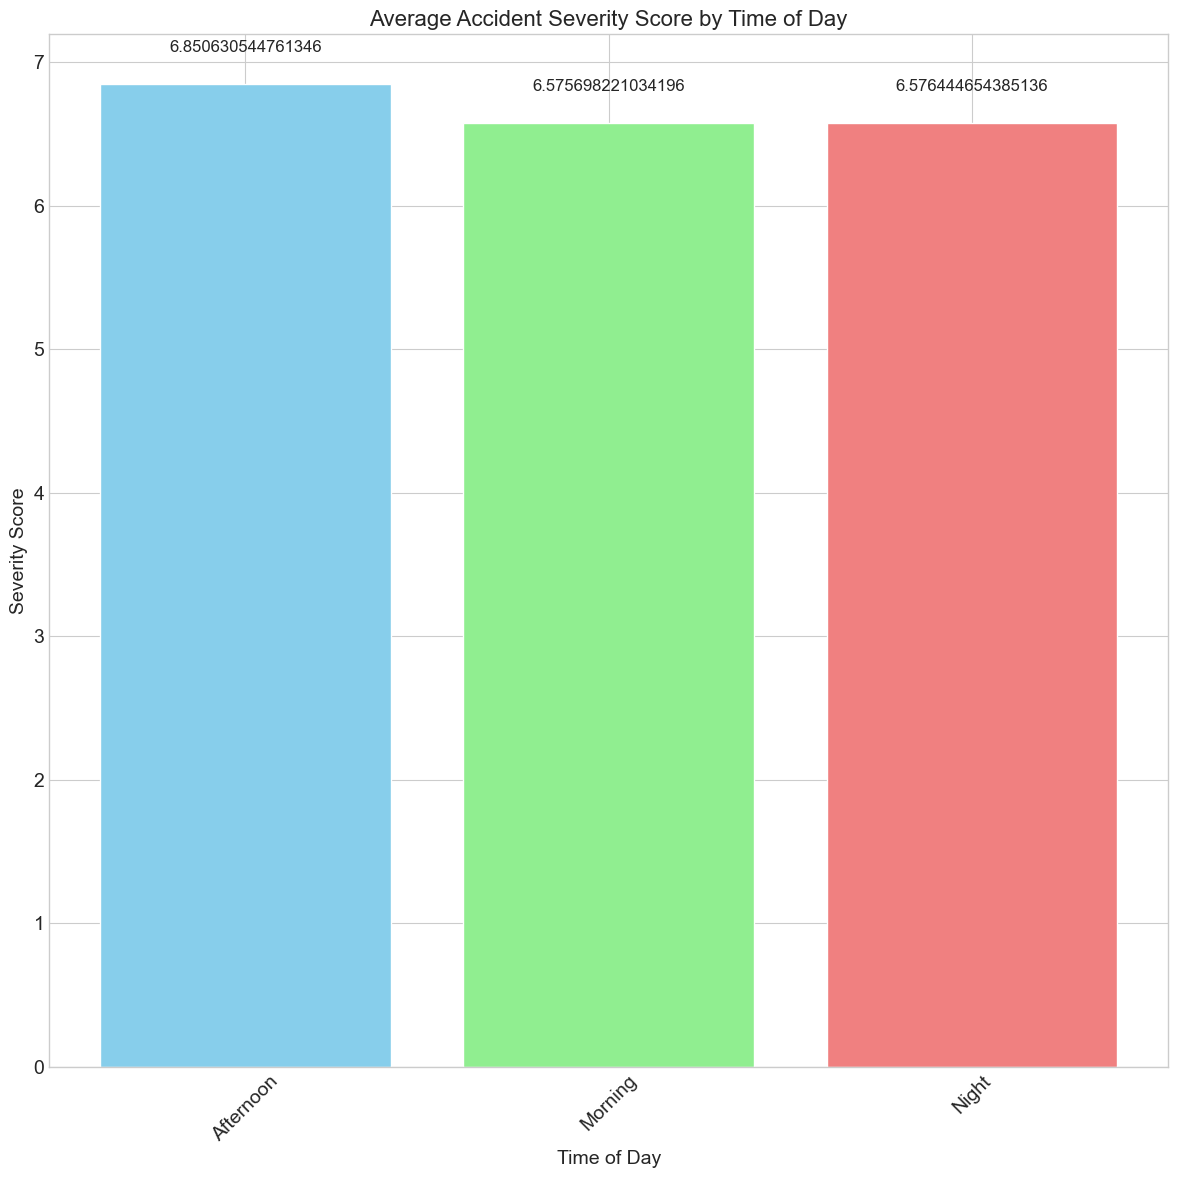 Average Accident Severity Score by Time of Day
6.850630544761346
6.575698221034196
6.576444654385136
7
6
5
4
3
2
1
0
Severity Score
Afternoon
Morning
Night
Time of Day